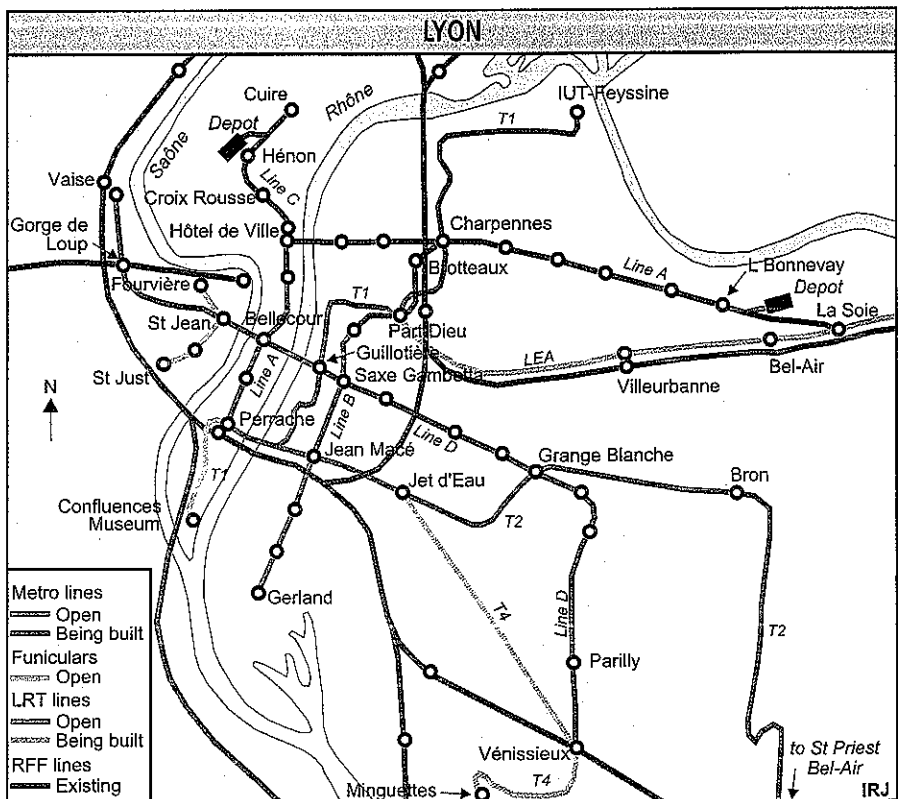 LYON
Cuire
Rhône
IUT-Feyssine
T1
Depot
Saône
Hénon
Vaise
Line C
Croix Rousse
Gorge de
Loup
Hôtel de Ville
Charpennes
Brotteaux
Line A
L Bonnevay
Depot
Fourvière
T1
La Soie
St Jean
Bellecour
Part Dieu
Guillotière
LEA
Bel-Air
St Just
Line A
Saxe Gambetta
Villeurbanne
N
Perrache
Line B
Line D
Jean Macé
Grange Blanche
T1
Jet d'Eau
Bron
Confluences
Museum
T2
Gerland
T4
Line D
T2
Parilly
Vénissieux
Minguettes
T4
to St Priest
Bel-Air
Metro lines
Open
Being built
Funiculars
Open
LRT lines
Open
Being built
RFF lines
Existing
IRJ